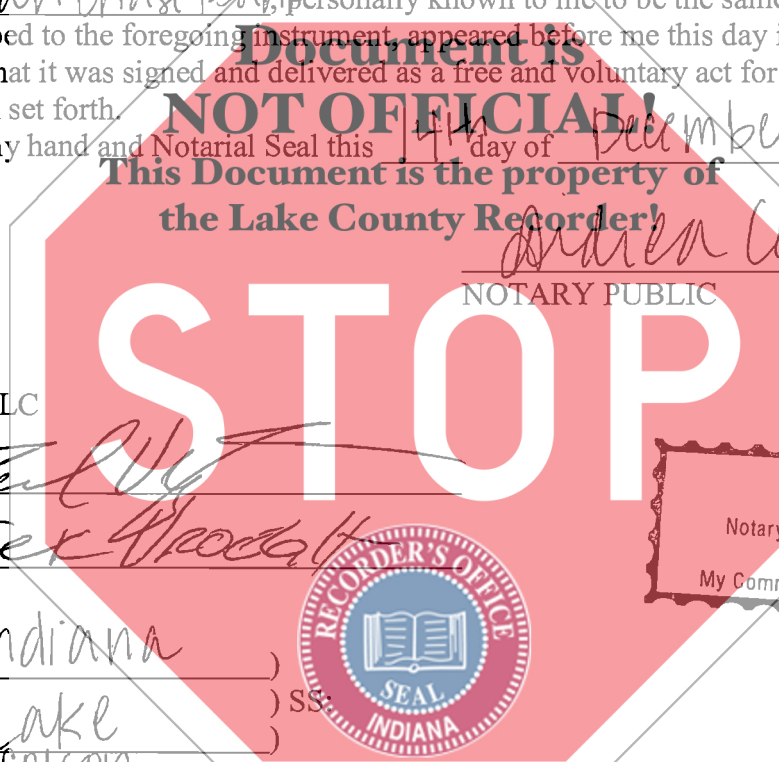 , personally known to me to be the same
bed to the foregoing instrument, appeared before me this day i
Document is
hat it was signed and delivered as a free and voluntary act for
set forth.
NOT OFFICIAL!
y hand and Notarial Seal this 14th day of December
This Document is the property of
the Lake County Recorder!
Andrea
NOTARY PUBLIC
STOP
LC
Notary
My Comm
RECORDER'S OFFICE
SEAL
INDIANA
ndiana )
) SS:
ake )